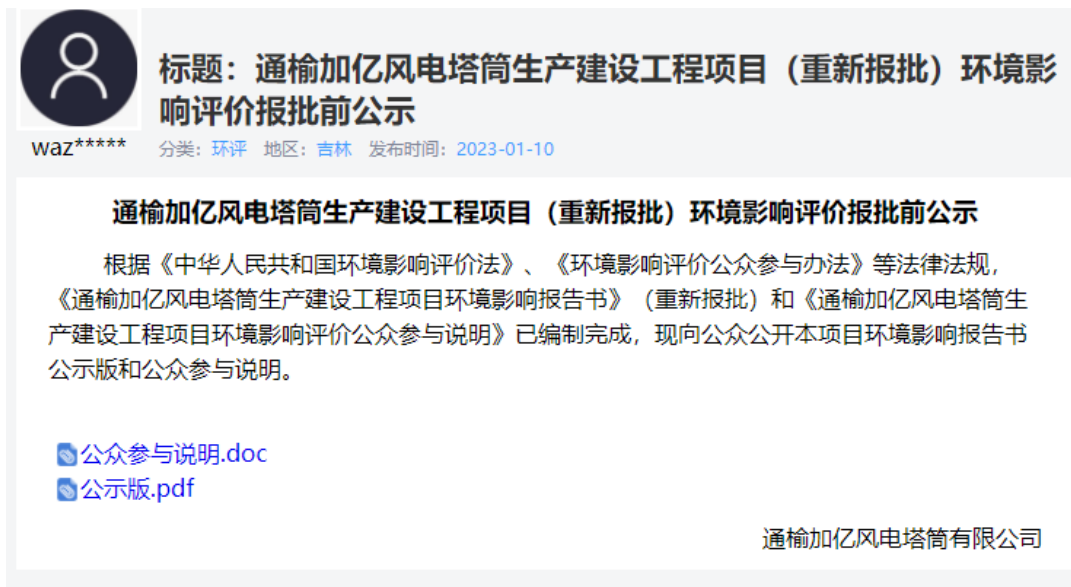 标题：通榆加亿风电塔筒生产建设工程项目（重新报批）环境影
响评价报批前公示
waz*****
分类：环评 地区：吉林 发布时间：2023-01-10
通榆加亿风电塔筒生产建设工程项目（重新报批）环境影响评价报批前公示
根据《中华人民共和国环境影响评价法》、《环境影响评价公众参与办法》等法律法规，
《通榆加亿风电塔筒生产建设工程项目环境影响报告书》（重新报批）和《通榆加亿风电塔筒生
产建设工程项目环境影响评价公众参与说明》已编制完成，现向公众公开本项目环境影响报告书
公示版和公众参与说明。
公众参与说明.doc
公示版.pdf
通榆加亿风电塔筒有限公司